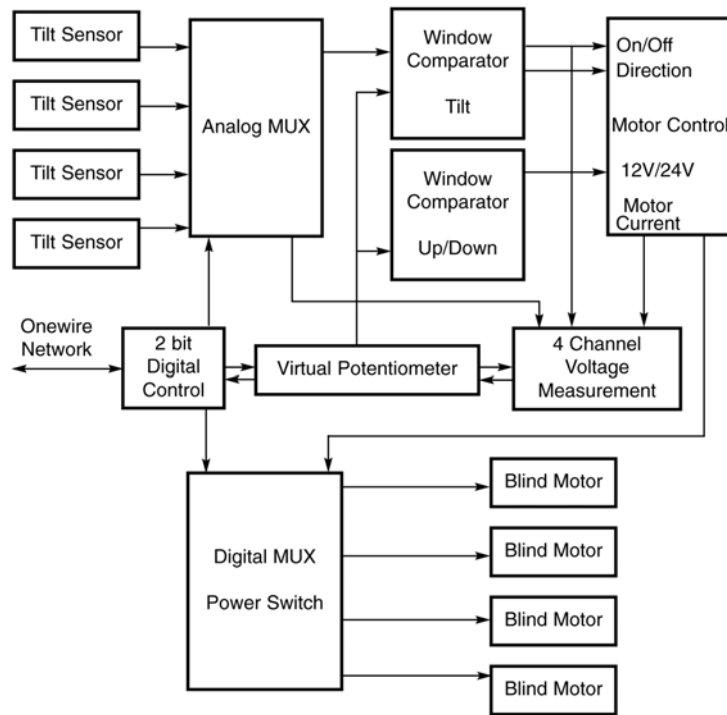 Tilt Sensor
Tilt Sensor
Tilt Sensor
Tilt Sensor
Analog MUX
Window
Comparator
Tilt
Window
Comparator
Up/Down
On/Off
Direction
Motor Control
12V/24V
Motor
Current
Onewire
Network
2 bit
Digital
Control
Virtual Potentiometer
4 Channel
Voltage
Measurement
Digital MUX
Power Switch
Blind Motor
Blind Motor
Blind Motor
Blind Motor